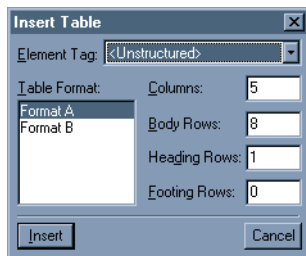 Insert Table
Element Tag: <Unstructured>
Table Format:
Format A
Format B
Columns: 5
Body Rows: 8
Heading Rows: 1
Footing Rows: 0
Insert
Cancel